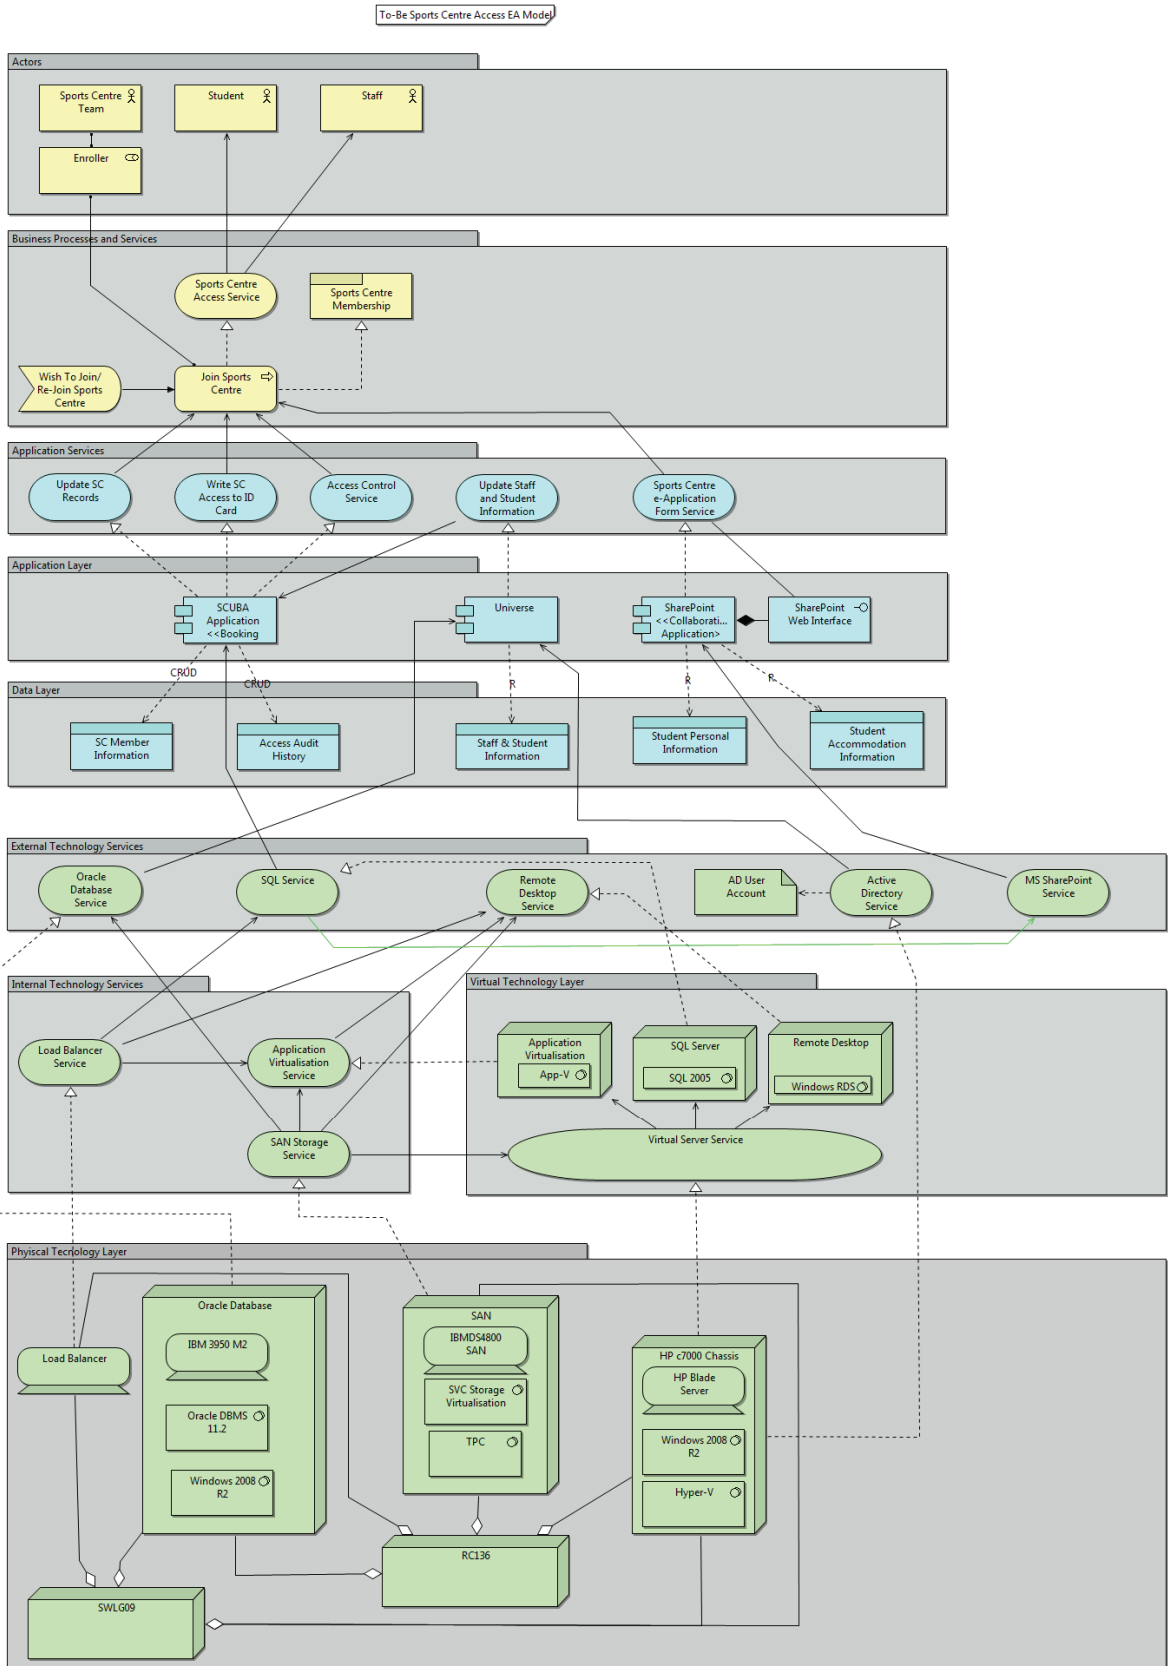 To-Be Sports Centre Access EA Model
Actors
Sports Centre
Team
Student
Staff
Enroller
Business Processes and Services
Sports Centre
Access Service
Sports Centre
Membership
Wish To Join/
Re-Join Sports
Centre
Join Sports
Centre
Application Services
Update SC
Records
Write SC
Access to ID
Card
Access Control
Service
Update Staff
and Student
Information
Sports Centre
e-Application
Form Service
Application Layer
SCUBA
Application
<<Booking
Universe
SharePoint
<<Collaborati...
Application>
SharePoint
Web Interface
CRUD
CRUD
R
R
R
Data Layer
SC Member
Information
Access Audit
History
Staff & Student
Information
Student Personal
Information
Student
Accommodation
Information
External Technology Services
Oracle
Database
Service
SQL Service
Remote
Desktop
Service
AD User
Account
Active
Directory
Service
MS SharePoint
Service
Internal Technology Services
Virtual Technology Layer
Load Balancer
Service
Application
Virtualisation
Service
SAN Storage
Service
Application
Virtualisation
App-V
SQL Server
SQL 2005
Remote Desktop
Windows RDS
Virtual Server Service
Phyiscal Tecnology Layer
Load Balancer
Oracle Database
IBM 3950 M2
Oracle DBMS
11.2
Windows 2008
R2
SAN
IBMDS4800
SAN
SVC Storage
Virtualisation
TPC
HP c7000 Chassis
HP Blade
Server
Windows 2008
R2
Hyper-V
RC136
SWLG09